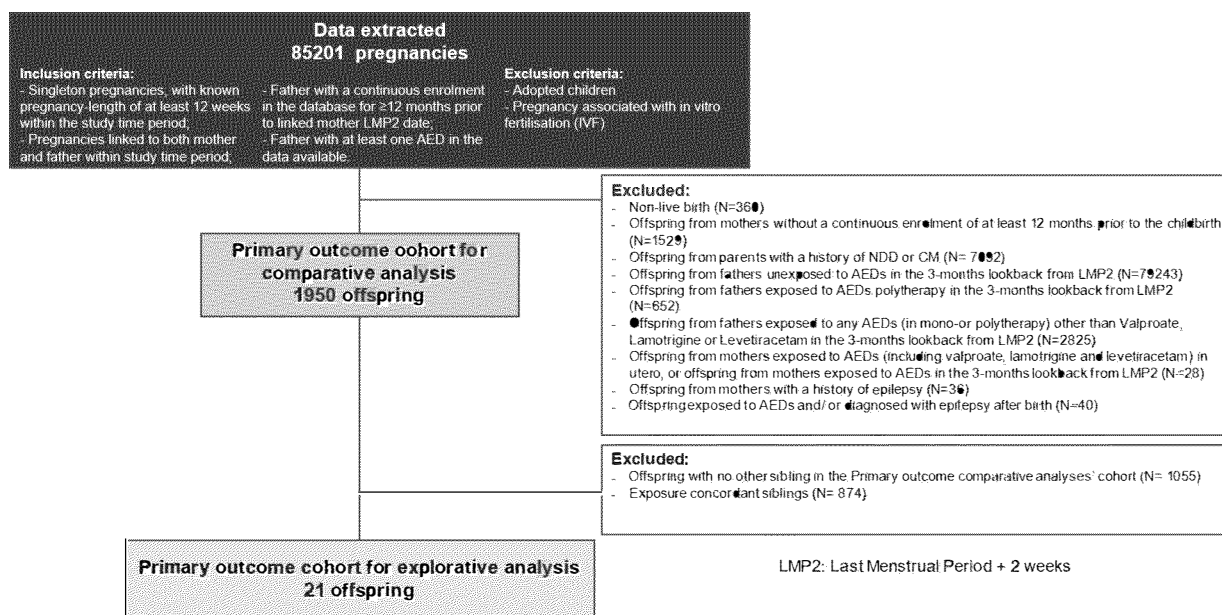 Data extracted
85201 pregnancies
Inclusion criteria:
- Singleton pregnancies, with known
pregnancy-length of at least 12 weeks
within the study time period;
- Pregnancies linked to both mother
and father within study time period;
- Father with a continuous enrolment
in the database for ≥12 months prior
to linked mother LMP2 date;
- Father with at least one AED in the
data available.
Exclusion criteria:
- Adopted children
- Pregnancy associated with in vitro
fertilisation (IVF)
Excluded:
- Non-live birth (N=360)
- Offspring from mothers without a continuous enrolment of at least 12 months prior to the childbirth
(N=1529)
- Offspring from parents with a history of NDD or CM (N= 7092)
- Offspring from fathers unexposed to AEDs in the 3-months lookback from LMP2 (N=79243)
- Offspring from fathers exposed to AEDs polytherapy in the 3-months lookback from LMP2
(N=652)
- Offspring from fathers exposed to any AEDs (in mono-or polytherapy) other than Valproate,
Lamotrigine or Levetiracetam in the 3-months lookback from LMP2 (N=2825)
- Offspring from mothers exposed to AEDs (including valproate, lamotrigine and levetiracetam) in
utero, or offspring from mothers exposed to AEDs in the 3-months lookback from LMP2 (N=28)
- Offspring from mothers with a history of epilepsy (N=36)
- Offspring exposed to AEDs and/ or diagnosed with epilepsy after birth (N=40)
Primary outcome cohort for
comparative analysis
1950 offspring
Excluded:
- Offspring with no other sibling in the Primary outcome comparative analyses' cohort (N= 1055)
- Exposure concordant siblings (N= 874)
Primary outcome cohort for explorative analysis
21 offspring
LMP2: Last Menstrual Period + 2 weeks